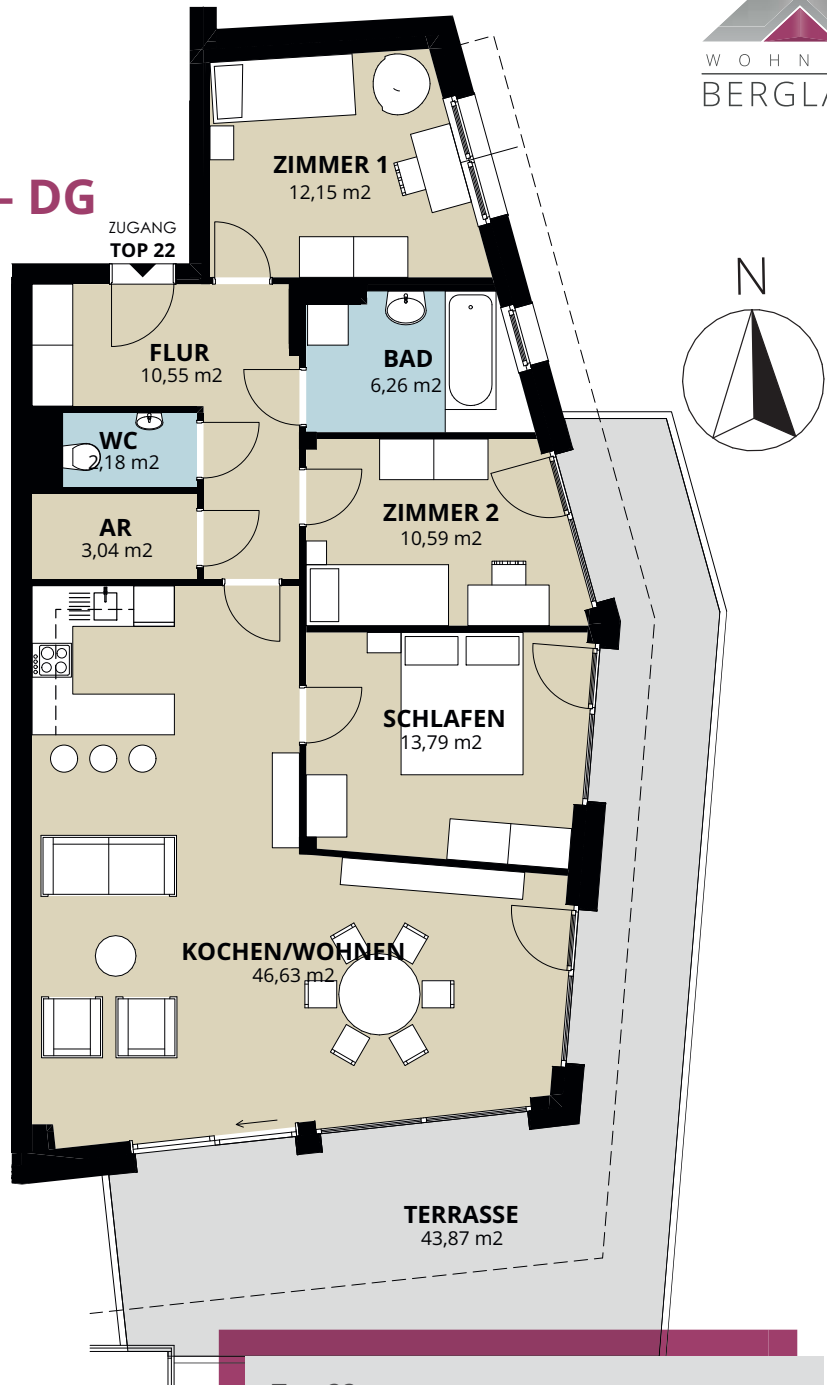 W O H N
BERGLA
- DG
ZUGANG
TOP 22
ZIMMER 1
12,15 m2
N
FLUR
10,55 m2
BAD
6,26 m2
WC
2,18 m2
ZIMMER 2
10,59 m2
AR
3,04 m2
SCHLAFEN
13,79 m2
KOCHEN/WOHNEN
46,63 m2
TERRASSE
43,87 m2